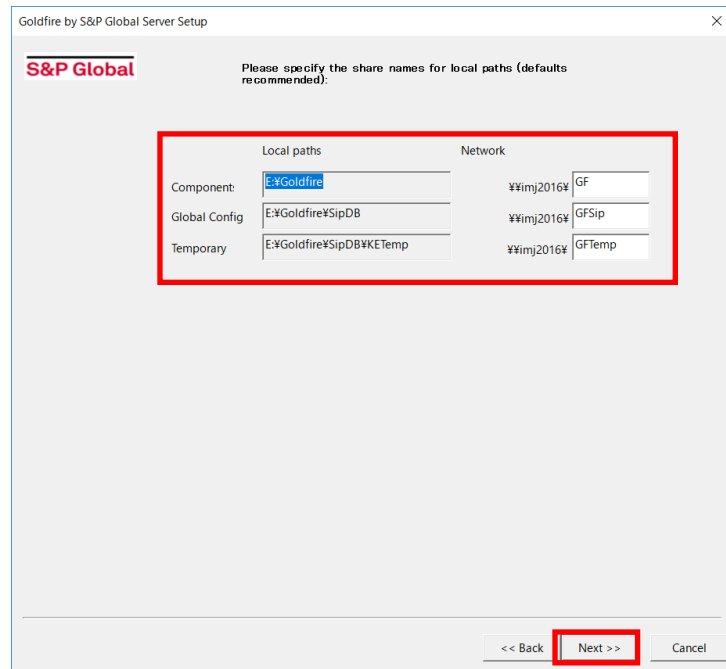 Goldfire by S&P Global Server Setup
S&P Global
Please specify the share names for local paths (defaults
recommended):
Local paths Network
Component: E:¥Goldfire ¥¥imj2016¥ GF
Global Config E:¥Goldfire¥SipDB ¥¥imj2016¥ GFSip
Temporary E:¥Goldfire¥SipDB¥KETemp ¥¥imj2016¥ GFTemp
<< Back Next >> Cancel